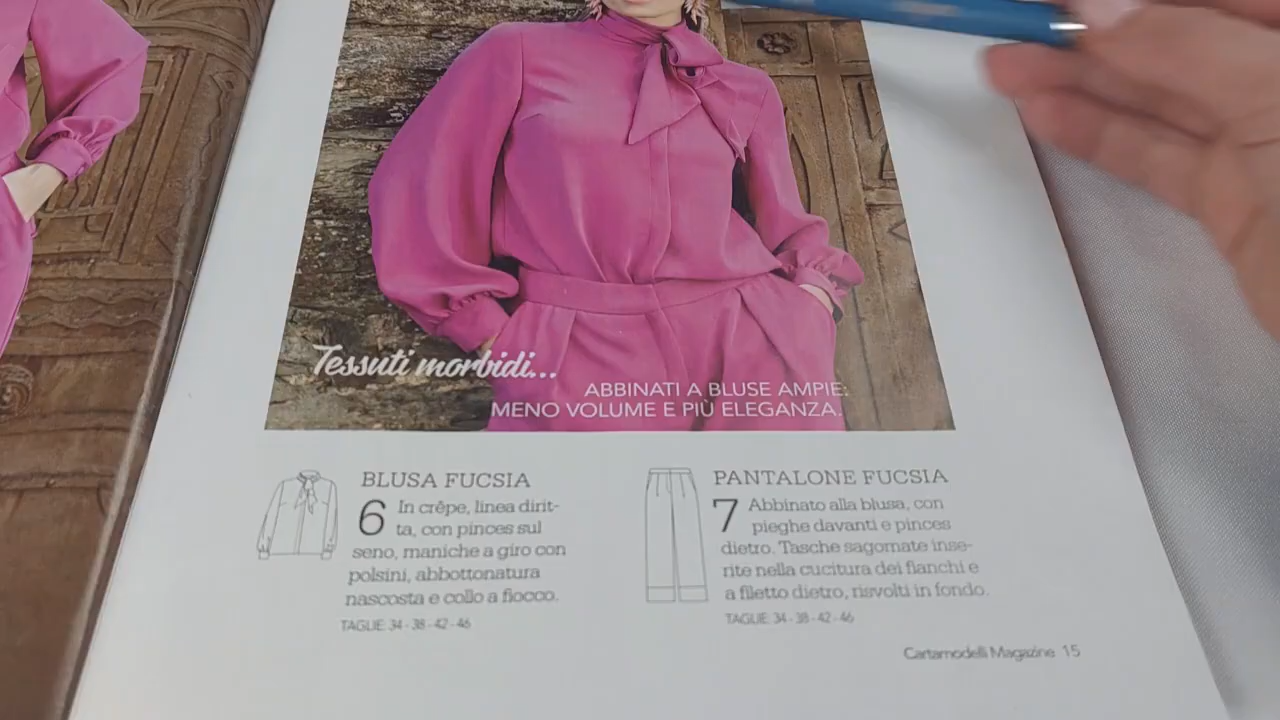 Tessuti morbidi...
ABBINATI A BLUSE AMPIE:
MENO VOLUME E PIÙ ELEGANZA.
BLUSA FUCSIA
6 In crêpe, linea dirit-
ta, con pinces sul
seno, maniche a giro con
polsini, abbottonatura
nascosta e collo a fiocco.
TAGLIE 34 - 38 - 42 - 46
PANTALONE FUCSIA
7 Abbinato alla blusa, con
pieghe davanti e pinces
dietro. Tasche sagomate inse-
rite nella cucitura dei fianchi e
a filetto dietro, risvolti in fondo.
TAGLIE 34 - 38 - 42 - 46
Cartamodelli Magazine 15